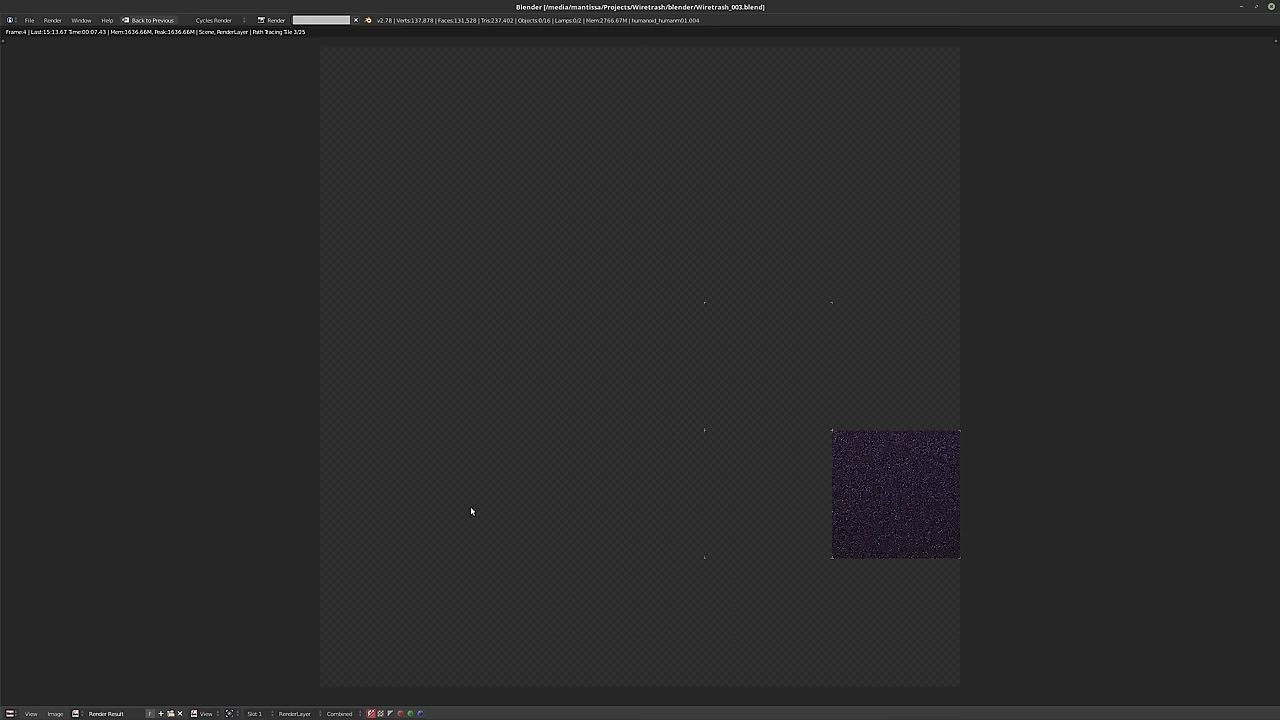 Blender [/media/mantissa/Projects/Wiretrash/blender/Wiretrash_003.blend]
File Render Window Help Back to Previous Cycles Render Render v2.78 | Verts:137,878 | Faces:131,528 | Tris:237,402 | Objects:0/16 | Lamps:0/2 | Mem:766.67M | humanoid_humanm01.004
Frame:4 | Last:15:13.67 Time:00:07.43 | Mem:1636.66M, Peak:1636.66M | Scene, RenderLayer | Path Tracing Tile 3/25
View Image Render Result F View Slot 1 RenderLayer Combined